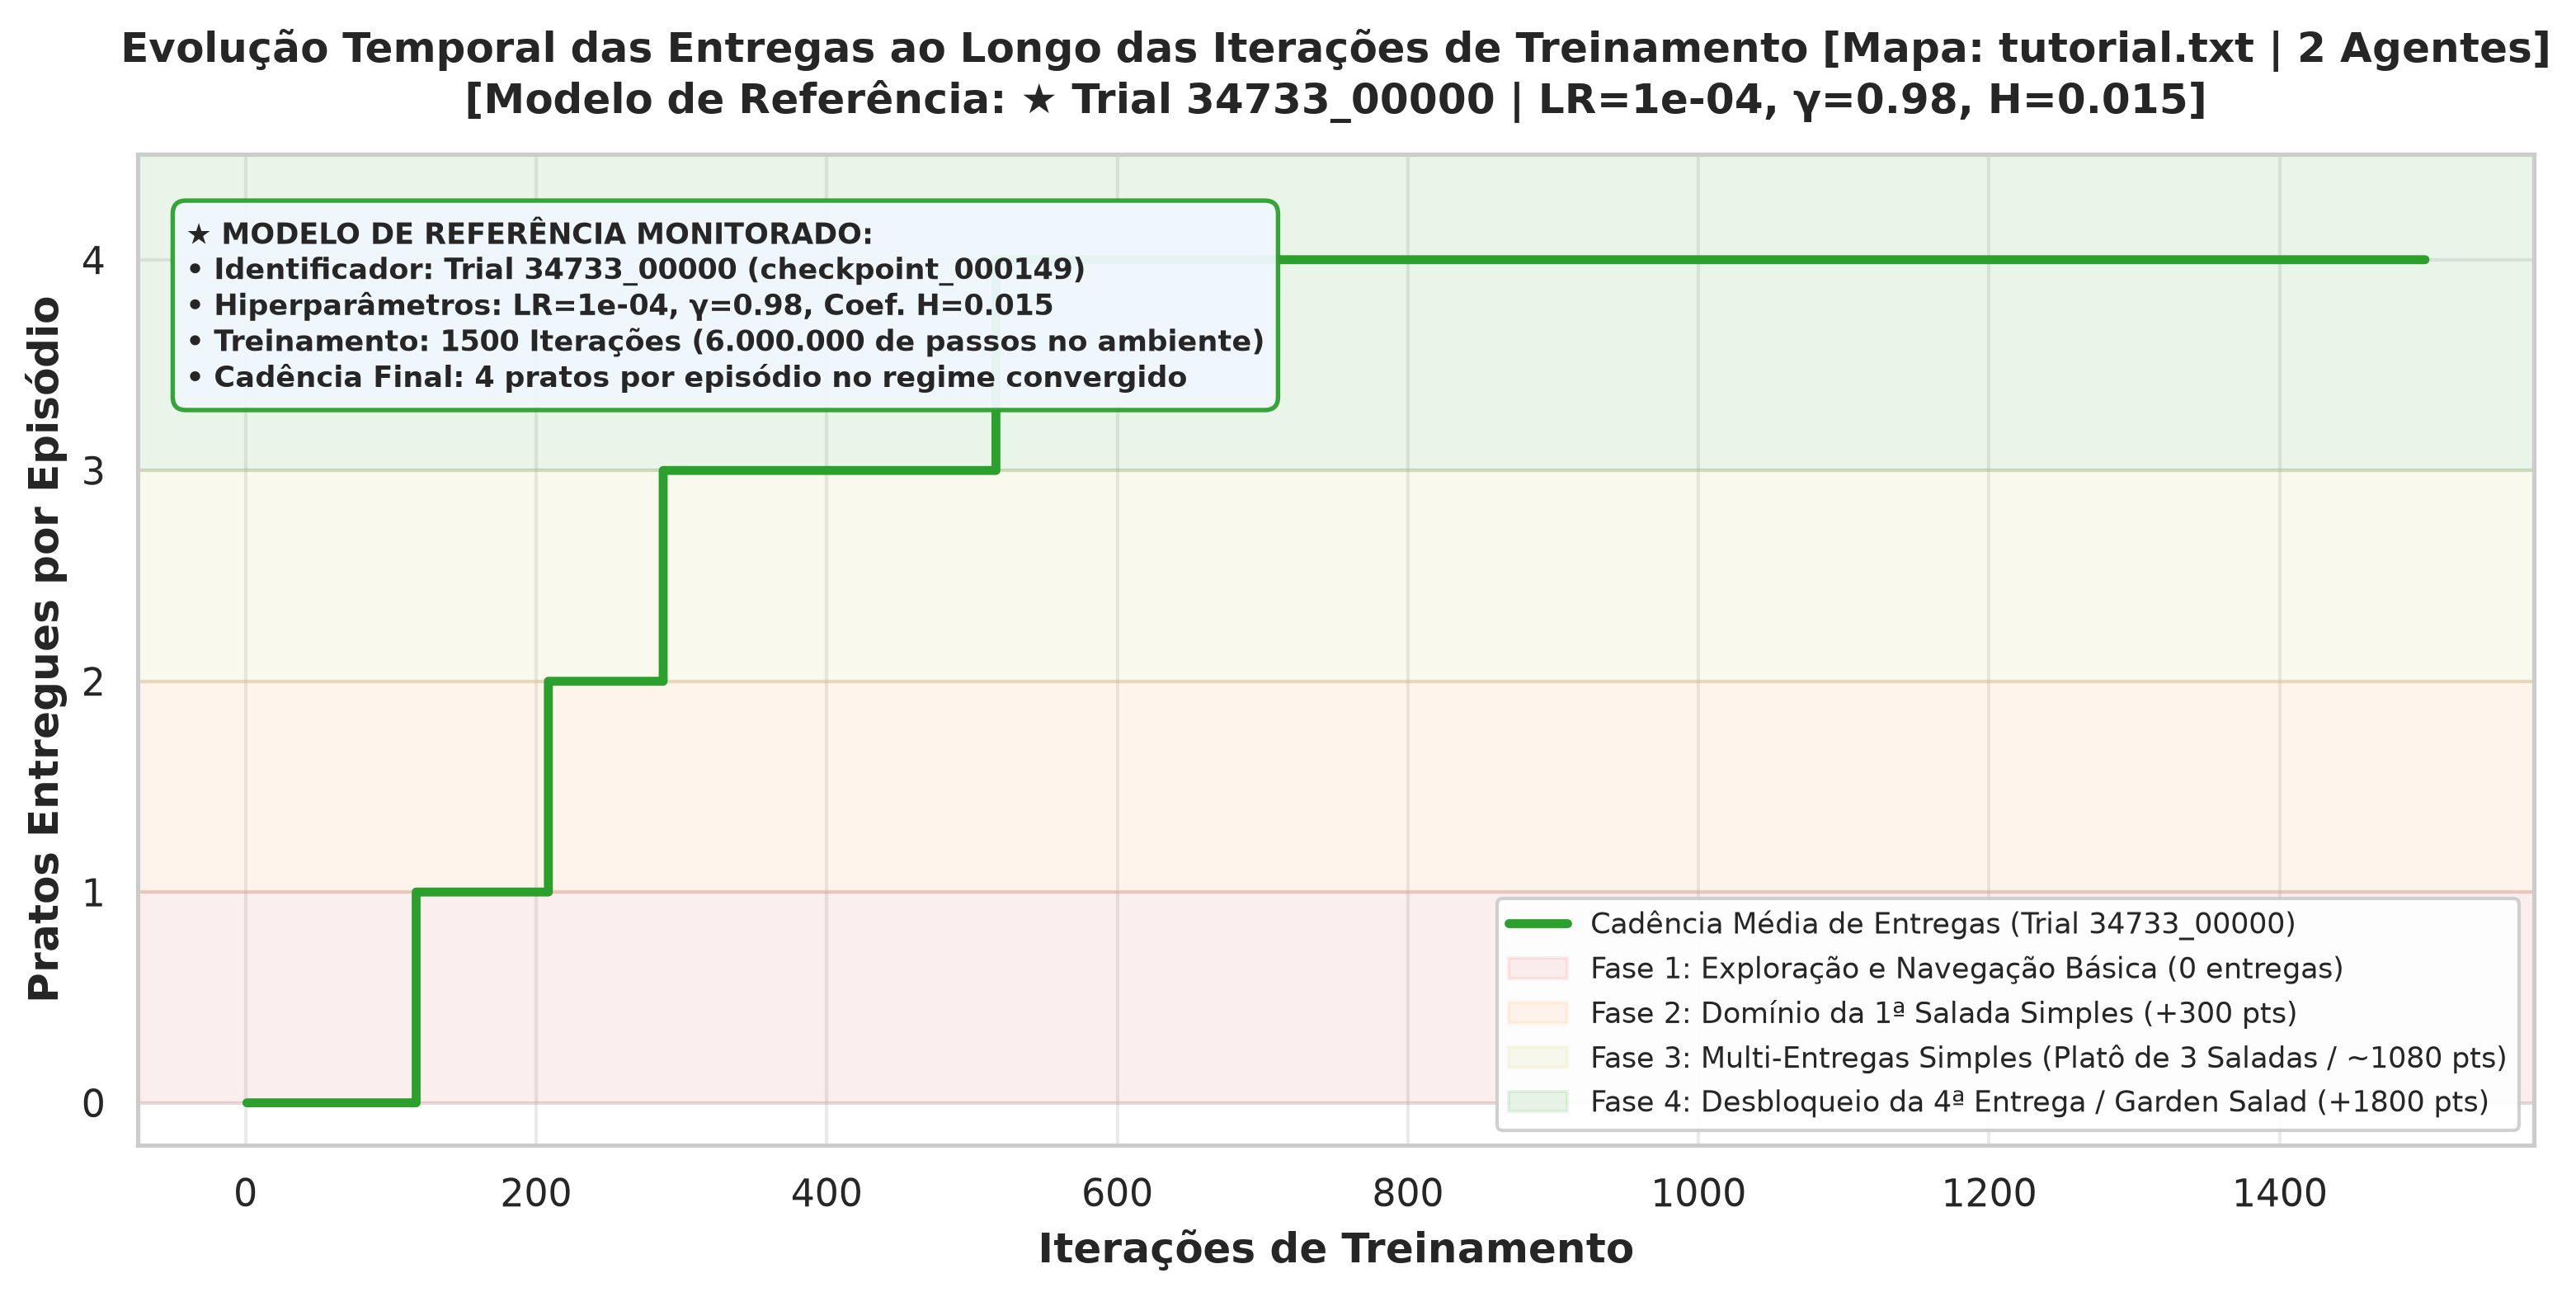 Evolução Temporal das Entregas ao Longo das Iterações de Treinamento [Mapa: tutorial.txt | 2 Agentes]
[Modelo de Referência: ★ Trial 34733_00000 | LR=1e-04, γ=0.98, H=0.015]
★ MODELO DE REFERÊNCIA MONITORADO:
• Identificador: Trial 34733_00000 (checkpoint_000149)
• Hiperparâmetros: LR=1e-04, γ=0.98, Coef. H=0.015
• Treinamento: 1500 Iterações (6.000.000 de passos no ambiente)
• Cadência Final: 4 pratos por episódio no regime convergido
Pratos Entregues por Episódio
4
3
2
1
0
Cadência Média de Entregas (Trial 34733_00000)
Fase 1: Exploração e Navegação Básica (0 entregas)
Fase 2: Domínio da 1ª Salada Simples (+300 pts)
Fase 3: Multi-Entregas Simples (Platô de 3 Saladas / ~1080 pts)
Fase 4: Desbloqueio da 4ª Entrega / Garden Salad (+1800 pts)
0 200 400 600 800 1000 1200 1400
Iterações de Treinamento